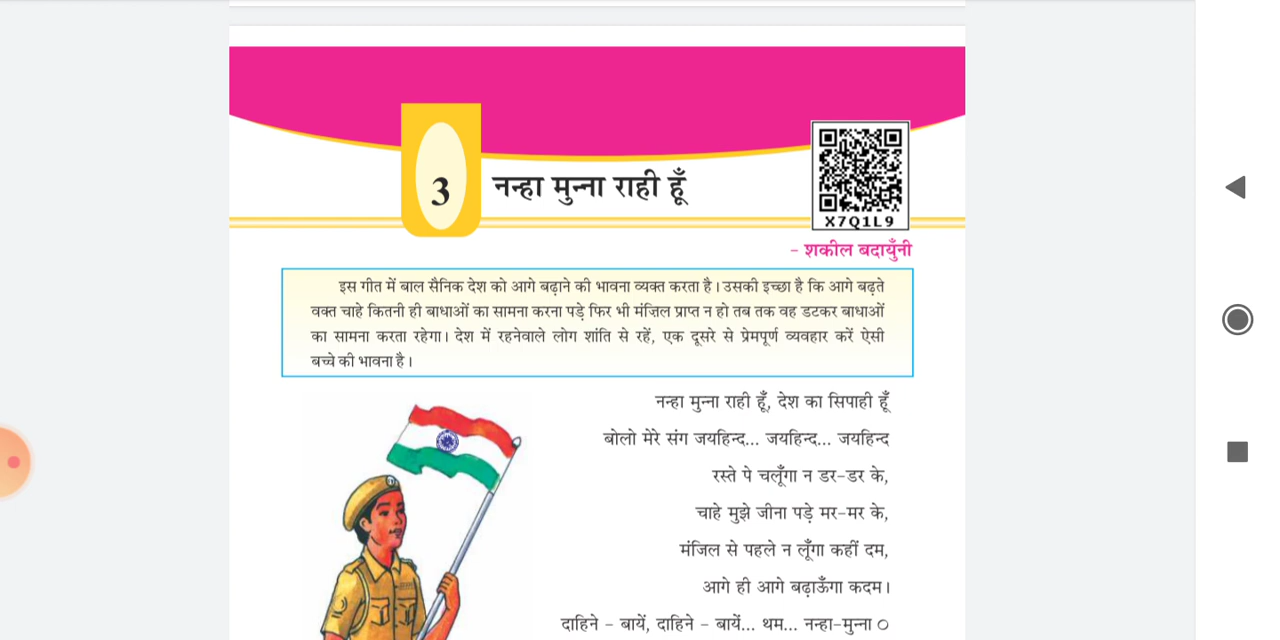 3
नन्हा मुन्ना राही हूँ
X7Q1L9
- शकील बदायुँनी
इस गीत में बाल सैनिक देश को आगे बढ़ाने की भावना व्यक्त करता है। उसकी इच्छा है कि आगे बढ़ते
वक्त चाहे कितनी ही बाधाओं का सामना करना पड़े फिर भी मंज़िल प्राप्त न हो तब तक वह डटकर बाधाओं
का सामना करता रहेगा। देश में रहनेवाले लोग शांति से रहें, एक दूसरे से प्रेमपूर्ण व्यवहार करें ऐसी
बच्चे की भावना है।
नन्हा मुन्ना राही हूँ, देश का सिपाही हूँ
बोलो मेरे संग जयहिन्द... जयहिन्द... जयहिन्द
रस्ते पे चलूँगा न डर-डर के,
चाहे मुझे जीना पड़े मर-मर के,
मंजिल से पहले न लूँगा कहीं दम,
आगे ही आगे बढ़ाऊँगा कदम।
दाहिने - बायें, दाहिने - बायें... थम... नन्हा-मुन्ना ०